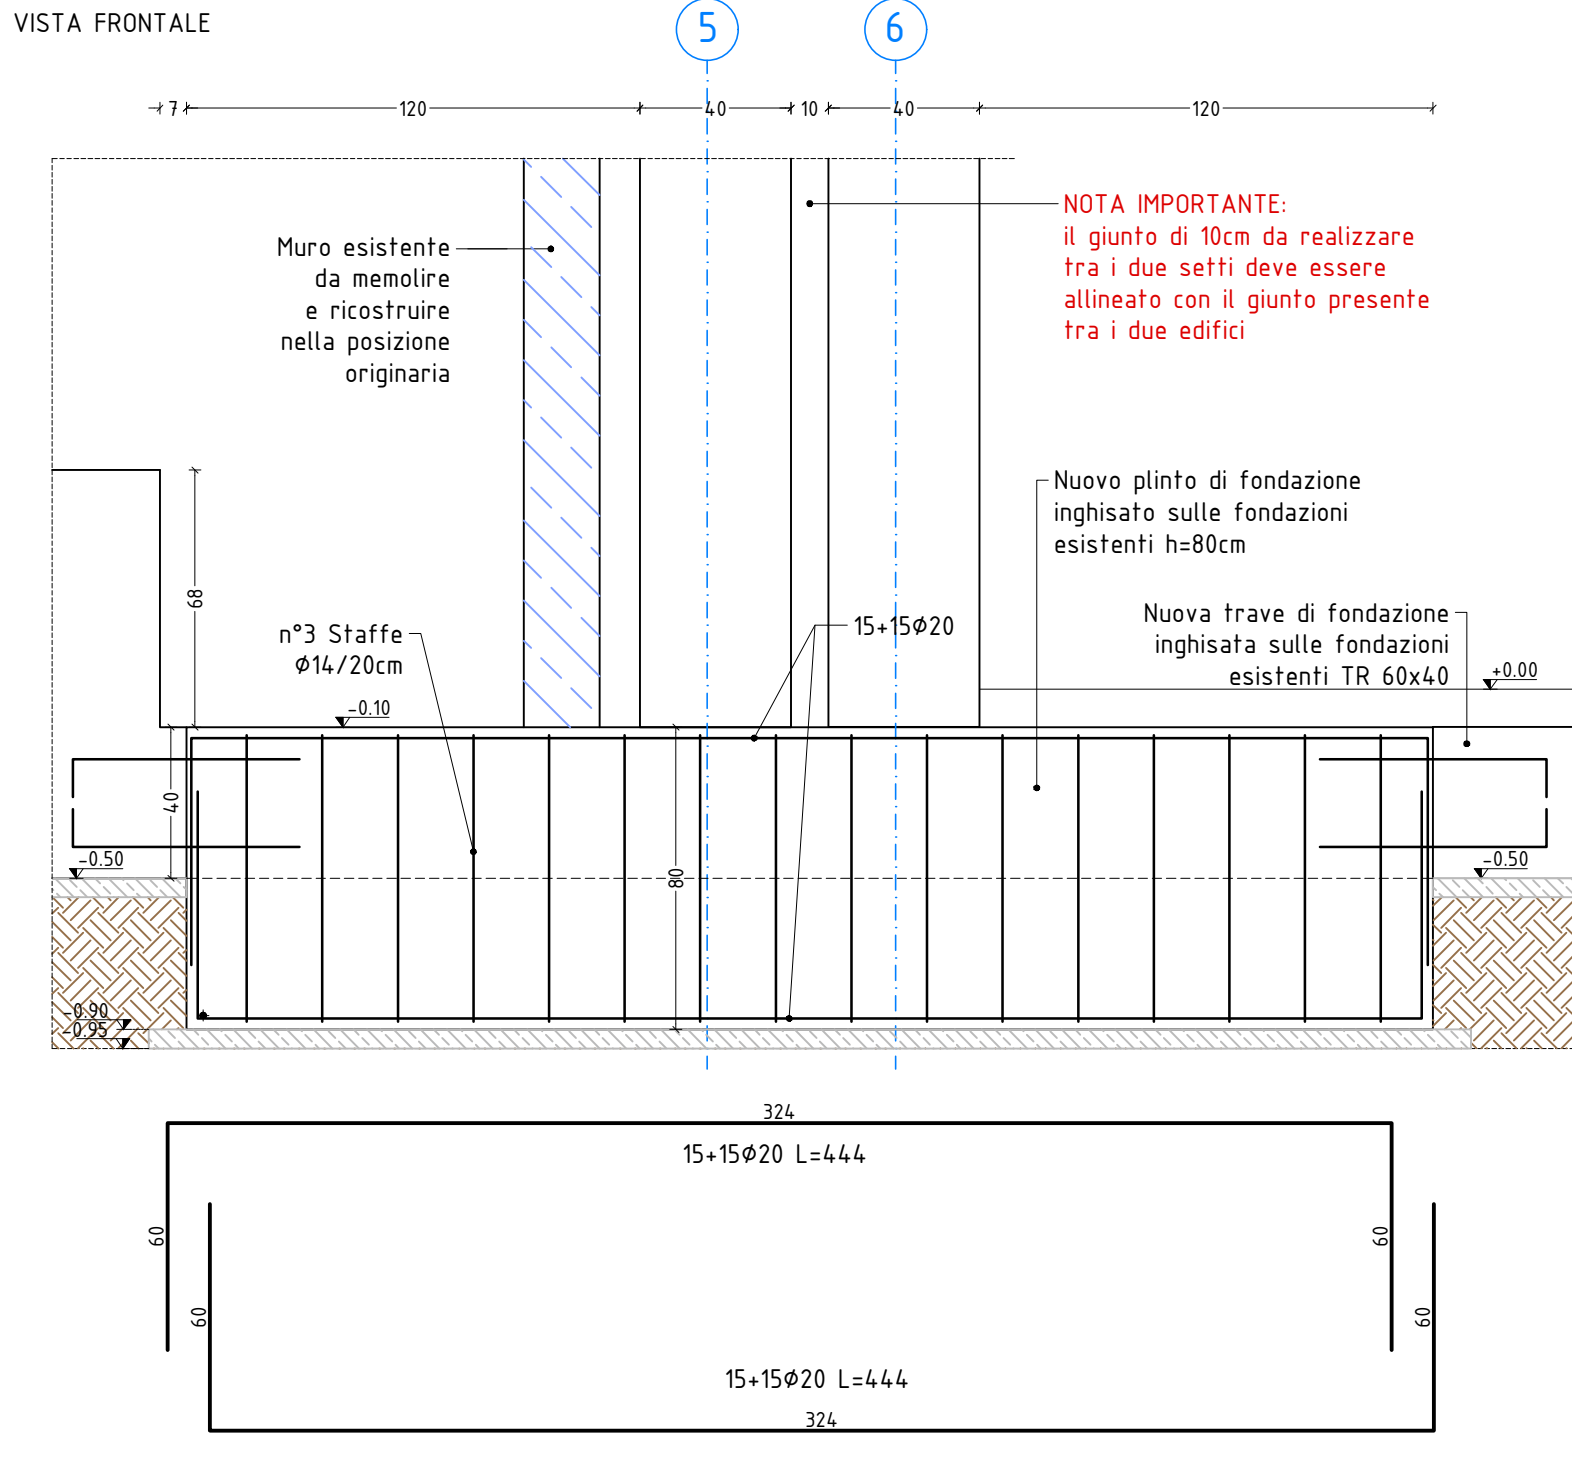 VISTA FRONTALE
5
6
7
120
40
10
40
120
NOTA IMPORTANTE:
il giunto di 10cm da realizzare
tra i due setti deve essere
allineato con il giunto presente
tra i due edifici
Muro esistente
da memolire
e ricostruire
nella posizione
originaria
Nuovo plinto di fondazione
inghisato sulle fondazioni
esistenti h=80cm
68
n°3 Staffe
Ø14/20cm
15+15Ø20
Nuova trave di fondazione
inghisata sulle fondazioni
esistenti TR 60x40
+0.00
-0.10
40
80
-0.50
-0.50
-0.90
-0.95
324
15+15Ø20 L=444
60
60
60
60
15+15Ø20 L=444
324